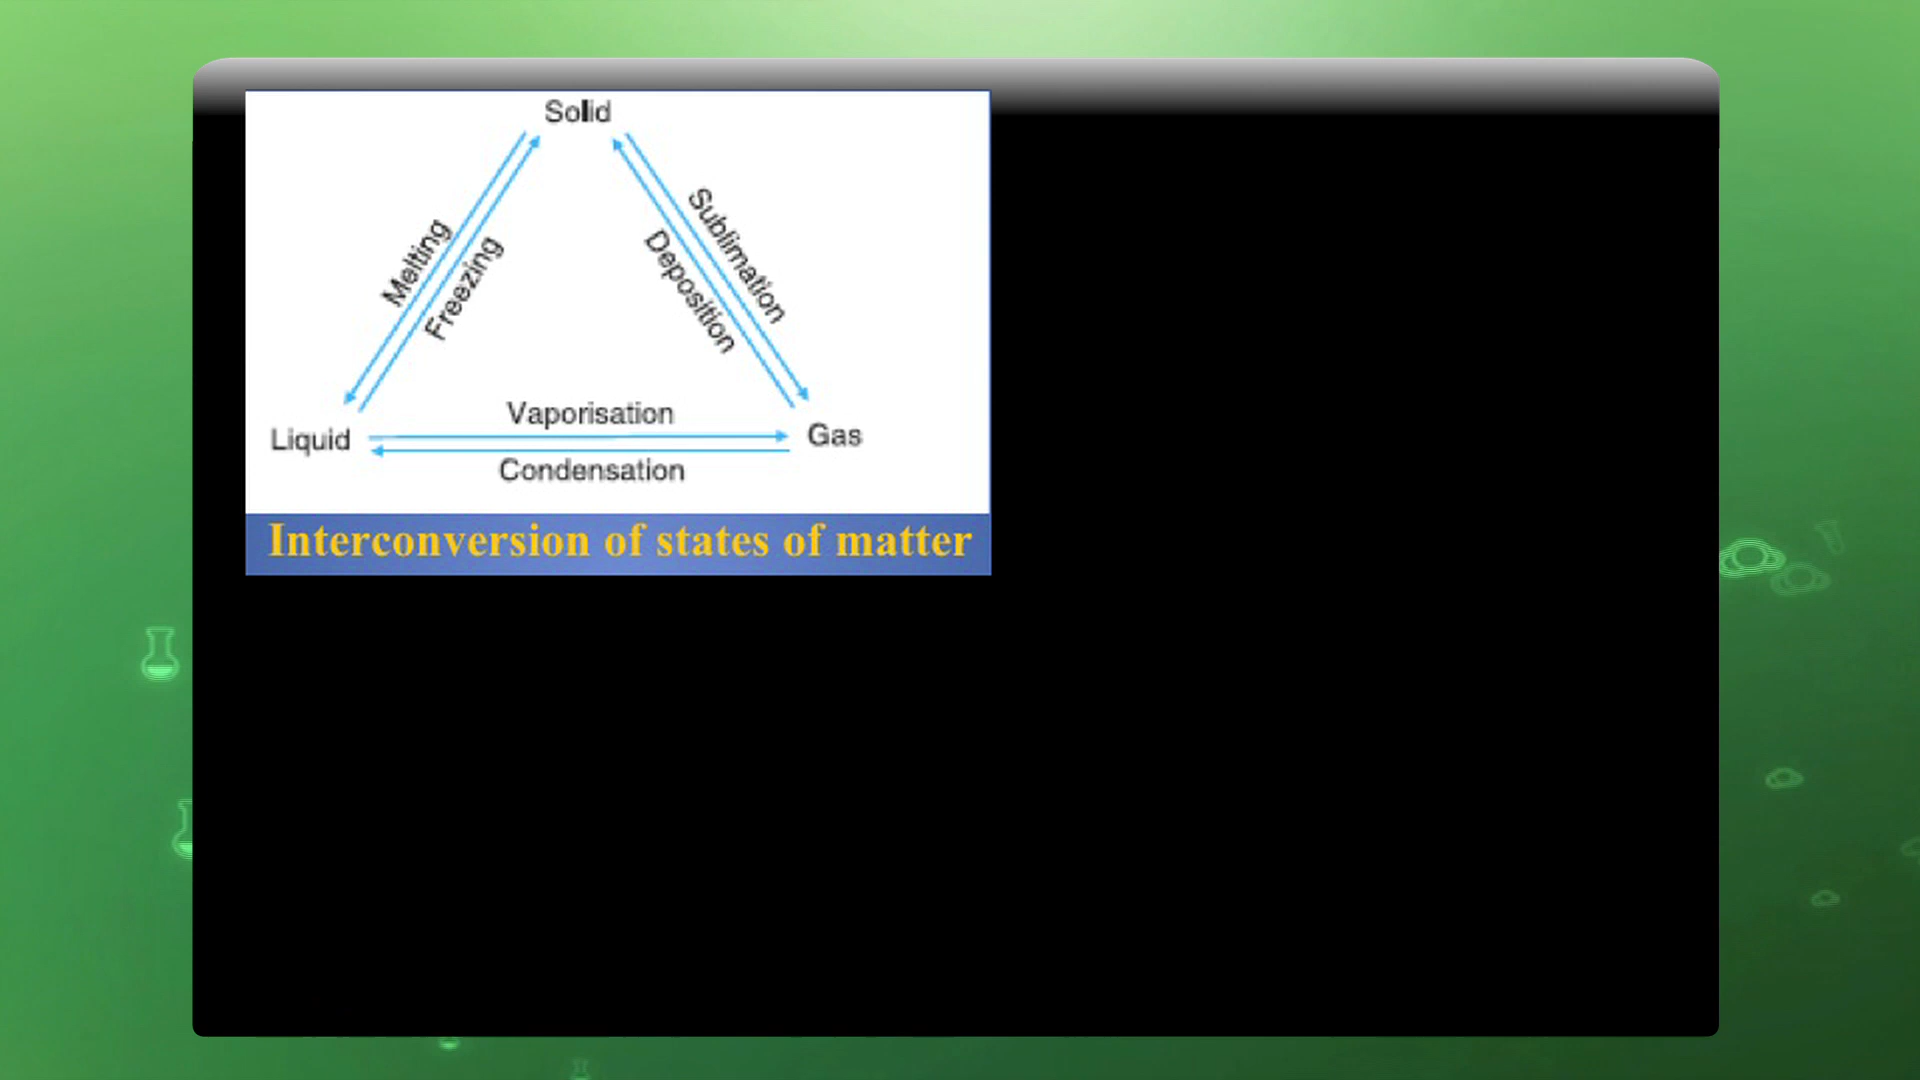 Solid
Melting
Freezing
Sublimation
Deposition
Vaporisation
Liquid
Gas
Condensation
Interconversion of states of matter